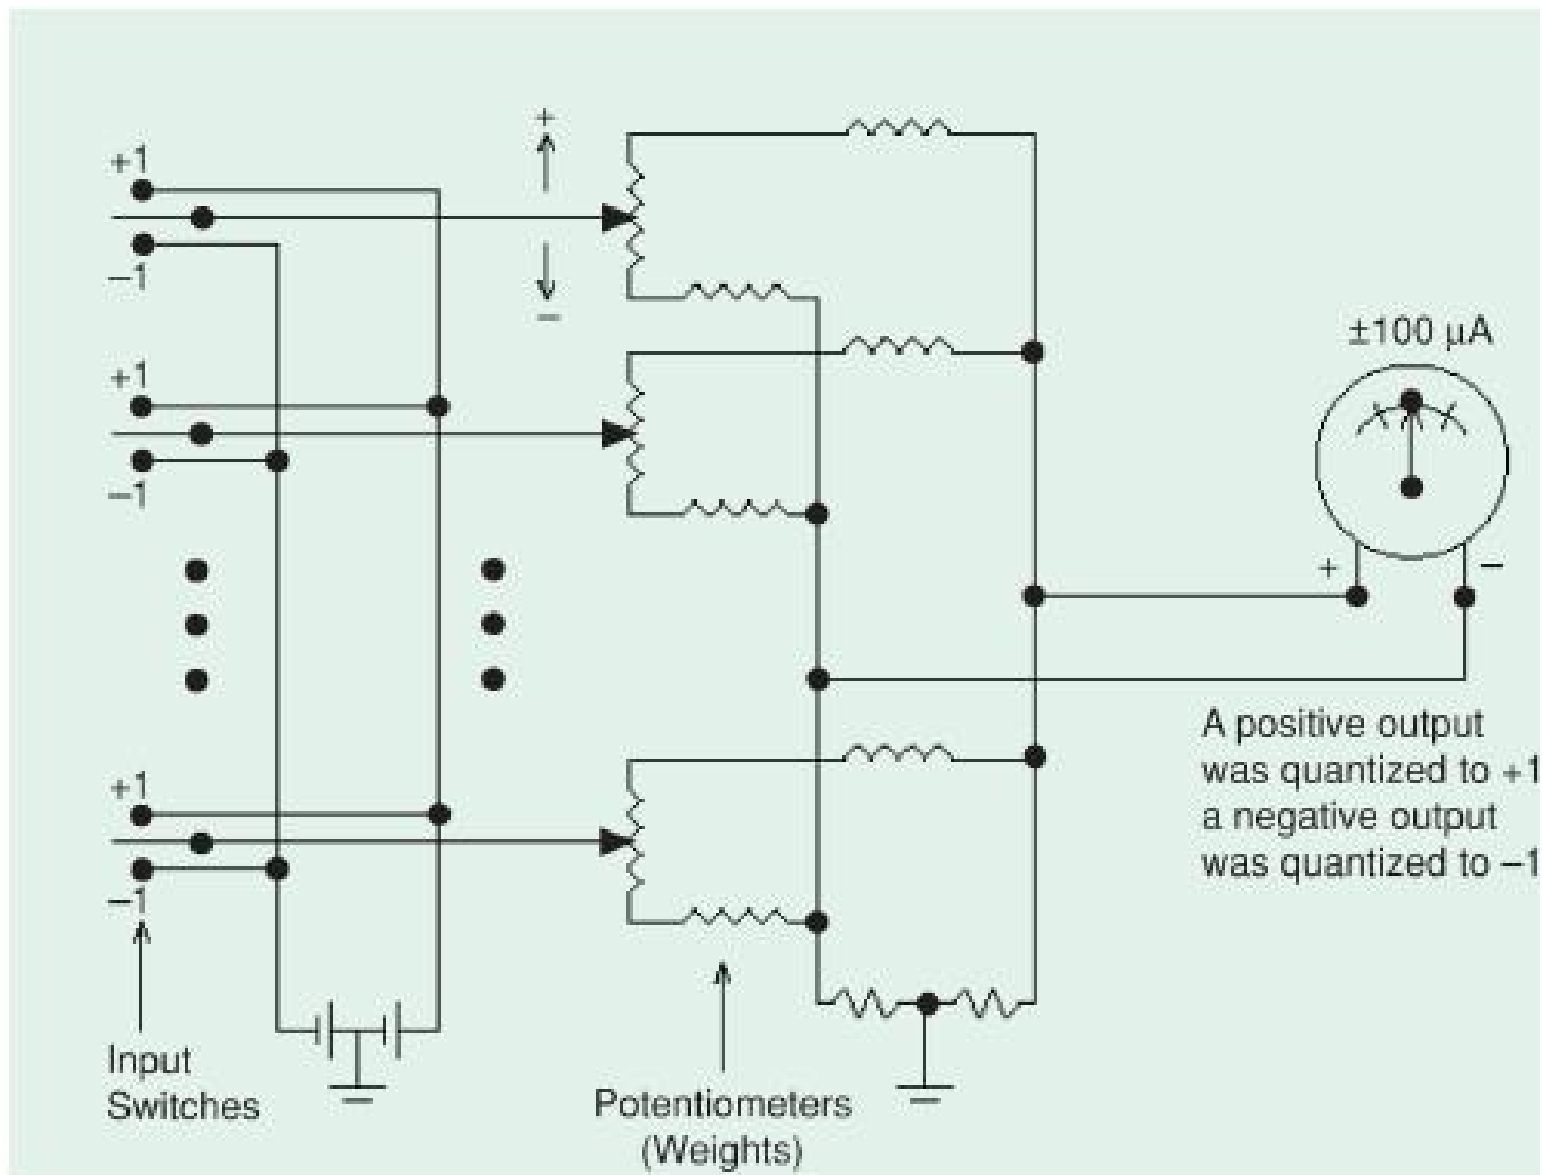 +
+1
–1
–
±100 µA
+1
–1
+
–
A positive output
was quantized to +1
a negative output
was quantized to –1
+1
–1
Input
Switches
Potentiometers
(Weights)